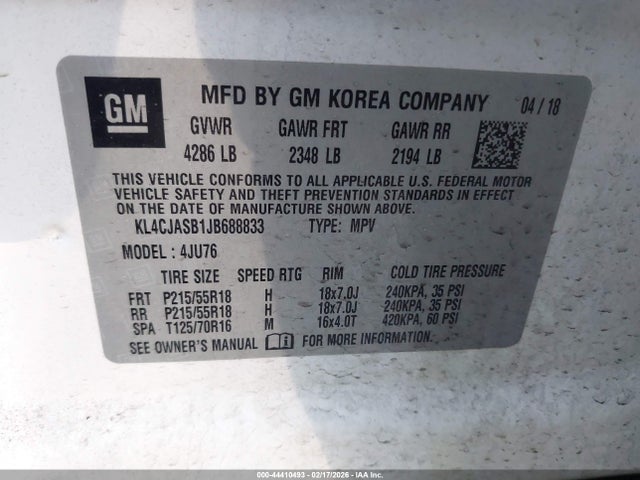 GM MFD BY GM KOREA COMPANY 04/18
GVWR GAWR FRT GAWR RR
4286 LB 2348 LB 2194 LB
THIS VEHICLE CONFORMS TO ALL APPLICABLE U.S. FEDERAL MOTOR
VEHICLE SAFETY AND THEFT PREVENTION STANDARDS IN EFFECT
ON THE DATE OF MANUFACTURE SHOWN ABOVE.
KL4CJASB1JB688833 TYPE: MPV
MODEL : 4JU76
TIRE SIZE SPEED RTG RIM COLD TIRE PRESSURE
FRT P215/55R18 H 18x7.0J 240KPA, 35 PSI
RR P215/55R18 H 18x7.0J 240KPA, 35 PSI
SPA T125/70R16 M 16x4.0T 420KPA, 60 PSI
SEE OWNER'S MANUAL FOR MORE INFORMATION.
000-44410493 - 02/17/2026 - IAAI.COM